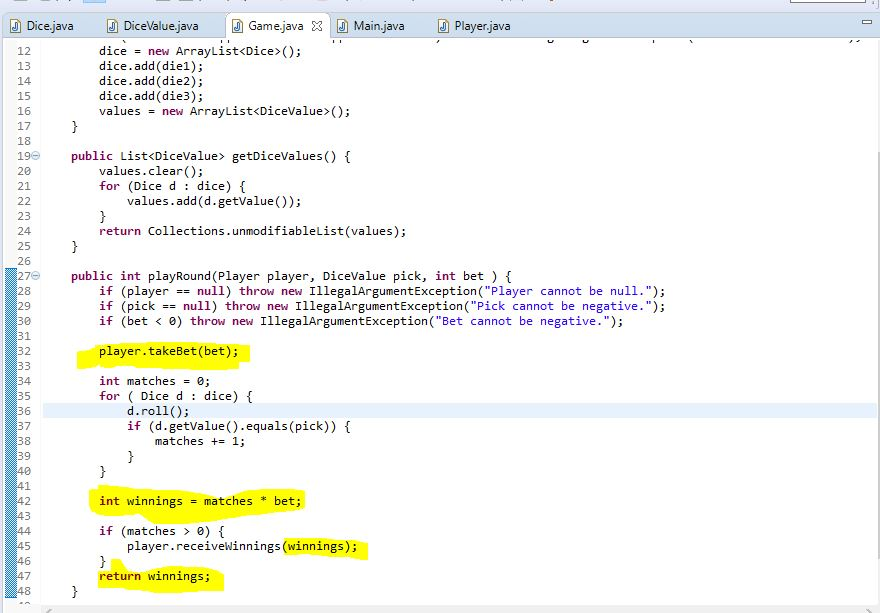 Dice.java DiceValue.java Game.java Main.java Player.java
12 dice = new ArrayList<Dice>();
13 dice.add(die1);
14 dice.add(die2);
15 dice.add(die3);
16 values = new ArrayList<DiceValue>();
17 }
18
19 public List<DiceValue> getDiceValues() {
20 values.clear();
21 for (Dice d : dice) {
22 values.add(d.getValue());
23 }
24 return Collections.unmodifiableList(values);
25 }
26
27 public int playRound(Player player, DiceValue pick, int bet ) {
28 if (player == null) throw new IllegalArgumentException("Player cannot be null.");
29 if (pick == null) throw new IllegalArgumentException("Pick cannot be negative.");
30 if (bet < 0) throw new IllegalArgumentException("Bet cannot be negative.");
31
32 player.takeBet(bet);
33
34 int matches = 0;
35 for ( Dice d : dice) {
36 d.roll();
37 if (d.getValue().equals(pick)) {
38 matches += 1;
39 }
40 }
41
42 int winnings = matches * bet;
43
44 if (matches > 0) {
45 player.receiveWinnings(winnings);
46 }
47 return winnings;
48 }